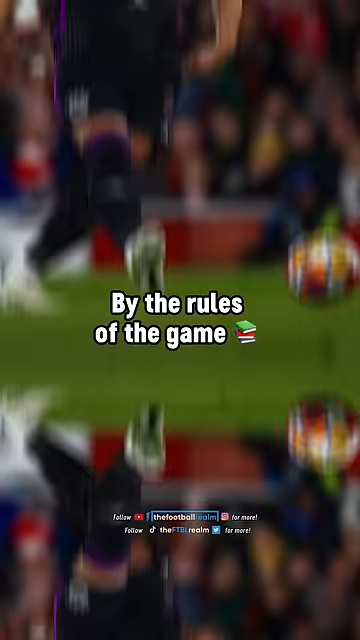 By the rules
of the game 📚
Follow thefootballrealm for more!
Follow theFTBLrealm for more!